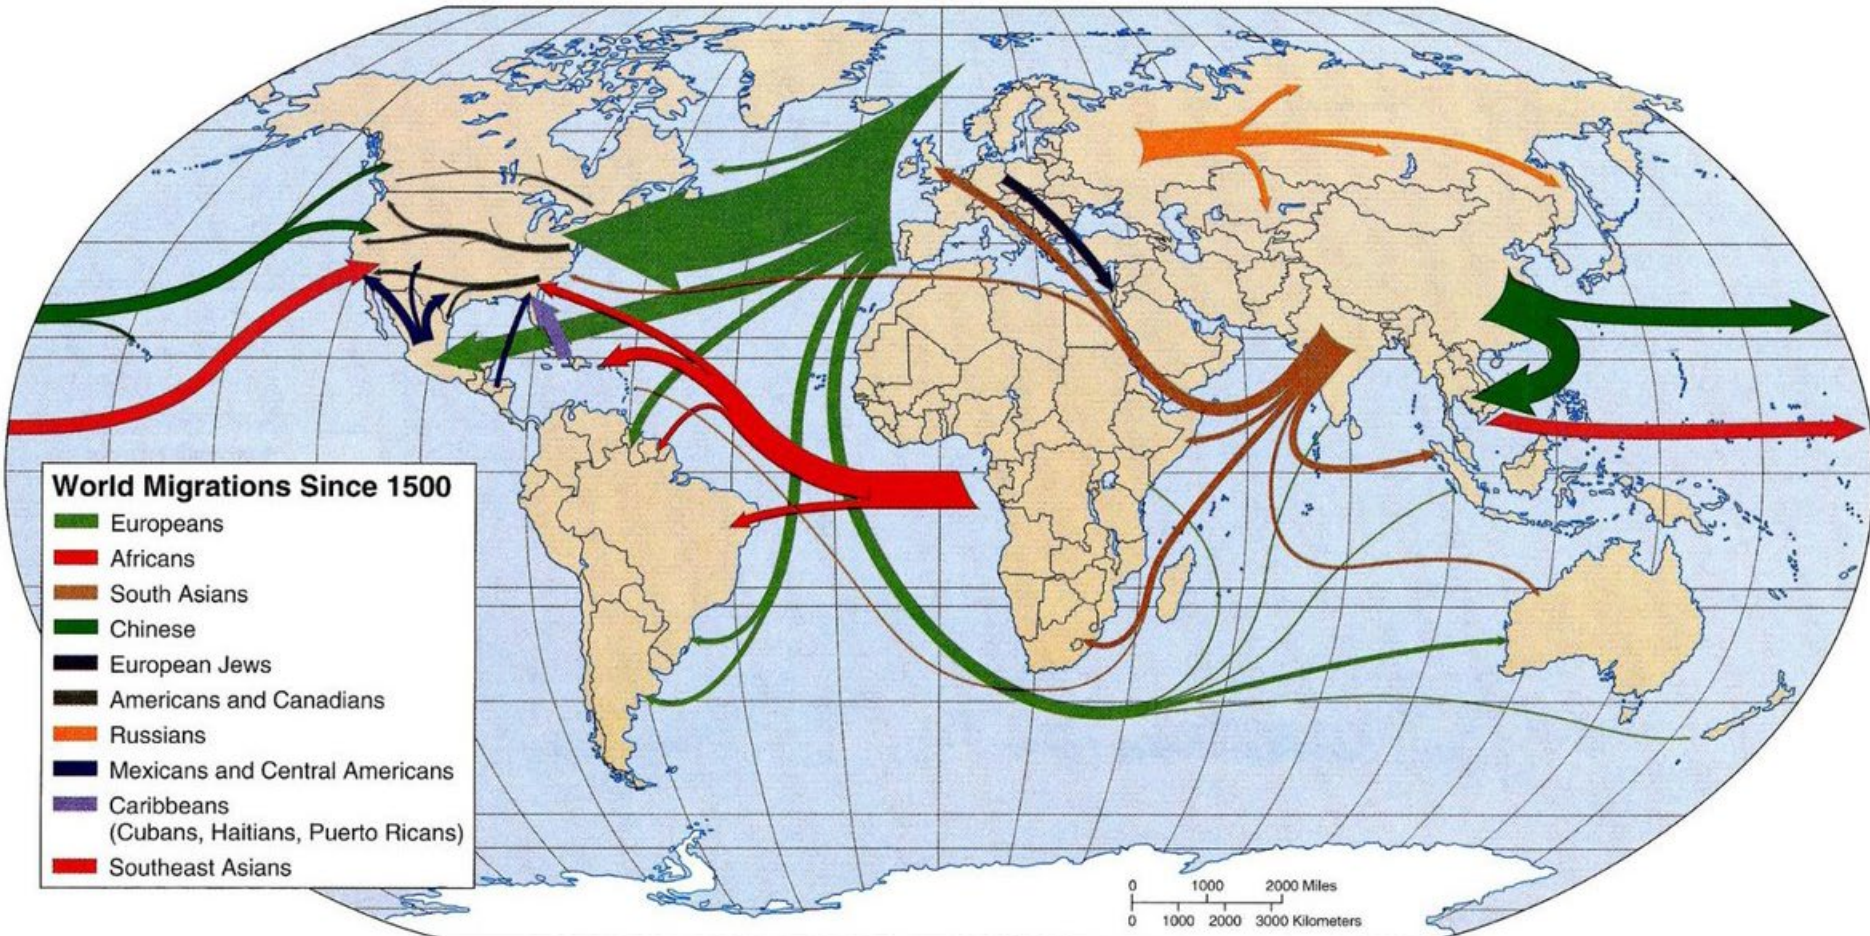 World Migrations Since 1500
Europeans
Africans
South Asians
Chinese
European Jews
Americans and Canadians
Russians
Mexicans and Central Americans
Caribbeans
(Cubans, Haitians, Puerto Ricans)
Southeast Asians
0 1000 2000 Miles
0 1000 2000 3000 Kilometers